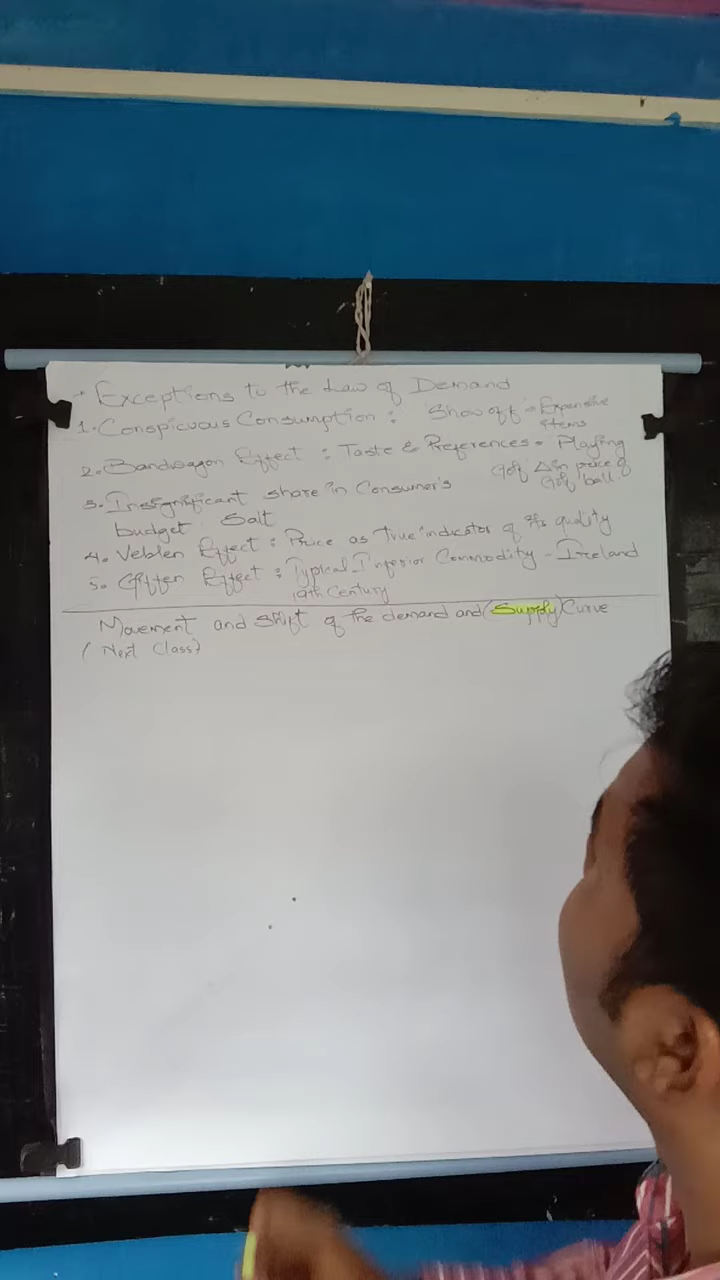 → Exceptions to the Law of Demand
1. Conspicuous Consumption : Show off = Expensive items
2. Bandwagon Effect : Taste & Preferences = Playing Golf Δ in price of Golf ball
3. Insignificant share in Consumer's
budget Salt
4. Veblen Effect : Price as true indicator of its quality
5. Giffen Effect : Typical Inferior Commodity - Ireland
19th Century
Movement and shift of the demand and (Supply) Curve
(Next Class)